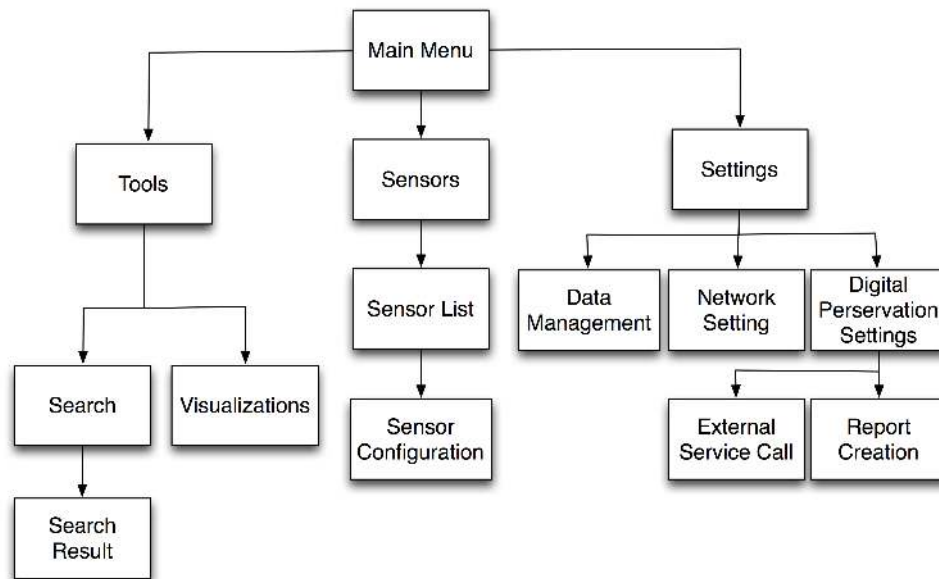 Main Menu
Tools
Sensors
Settings
Sensor List
Data
Management
Network
Setting
Digital
Perservation
Settings
Search
Visualizations
Sensor
Configuration
External
Service Call
Report
Creation
Search
Result